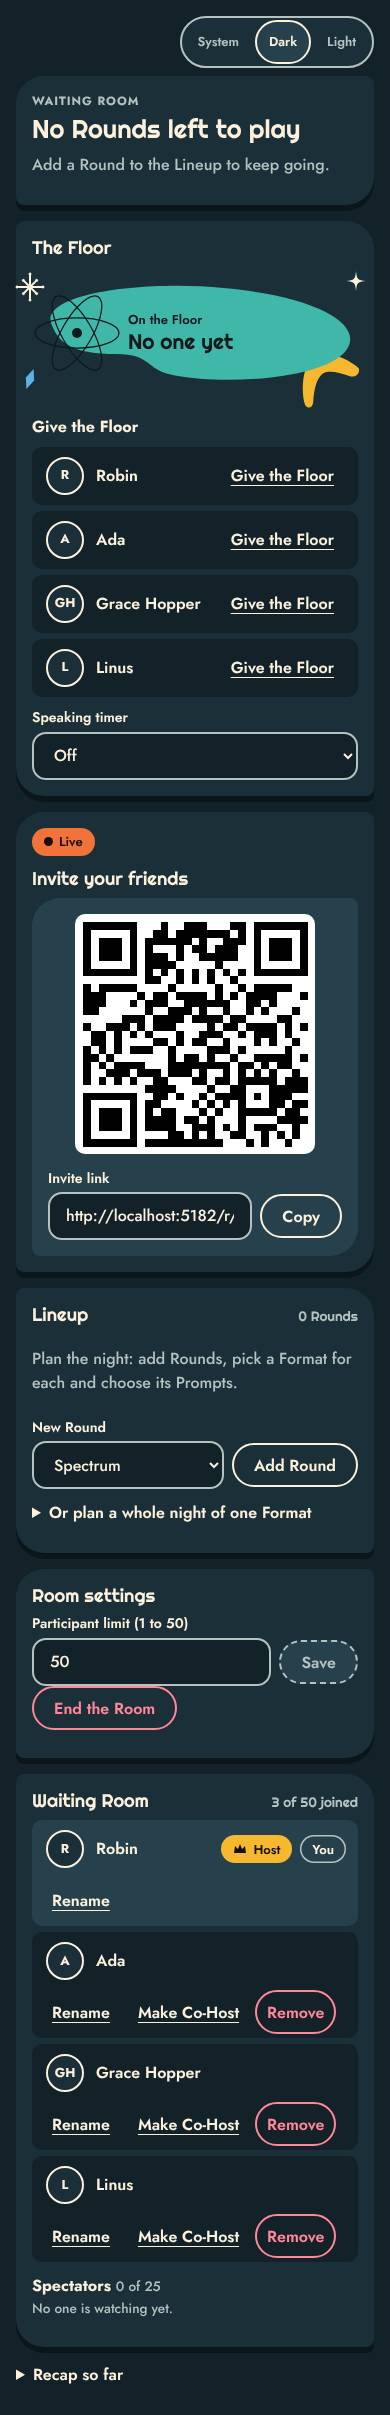 System Dark Light
WAITING ROOM
No Rounds left to play
Add a Round to the Lineup to keep going.
The Floor
On the Floor
No one yet
Give the Floor
R Robin Give the Floor
A Ada Give the Floor
GH Grace Hopper Give the Floor
L Linus Give the Floor
Speaking timer
Off
Live
Invite your friends
Invite link
http://localhost:5182/r/ Copy
Lineup 0 Rounds
Plan the night: add Rounds, pick a Format for
each and choose its Prompts.
New Round
Spectrum Add Round
Or plan a whole night of one Format
Room settings
Participant limit (1 to 50)
50 Save
End the Room
Waiting Room 3 of 50 joined
R Robin Host You
Rename
A Ada
Rename Make Co-Host Remove
GH Grace Hopper
Rename Make Co-Host Remove
L Linus
Rename Make Co-Host Remove
Spectators 0 of 25
No one is watching yet.
Recap so far